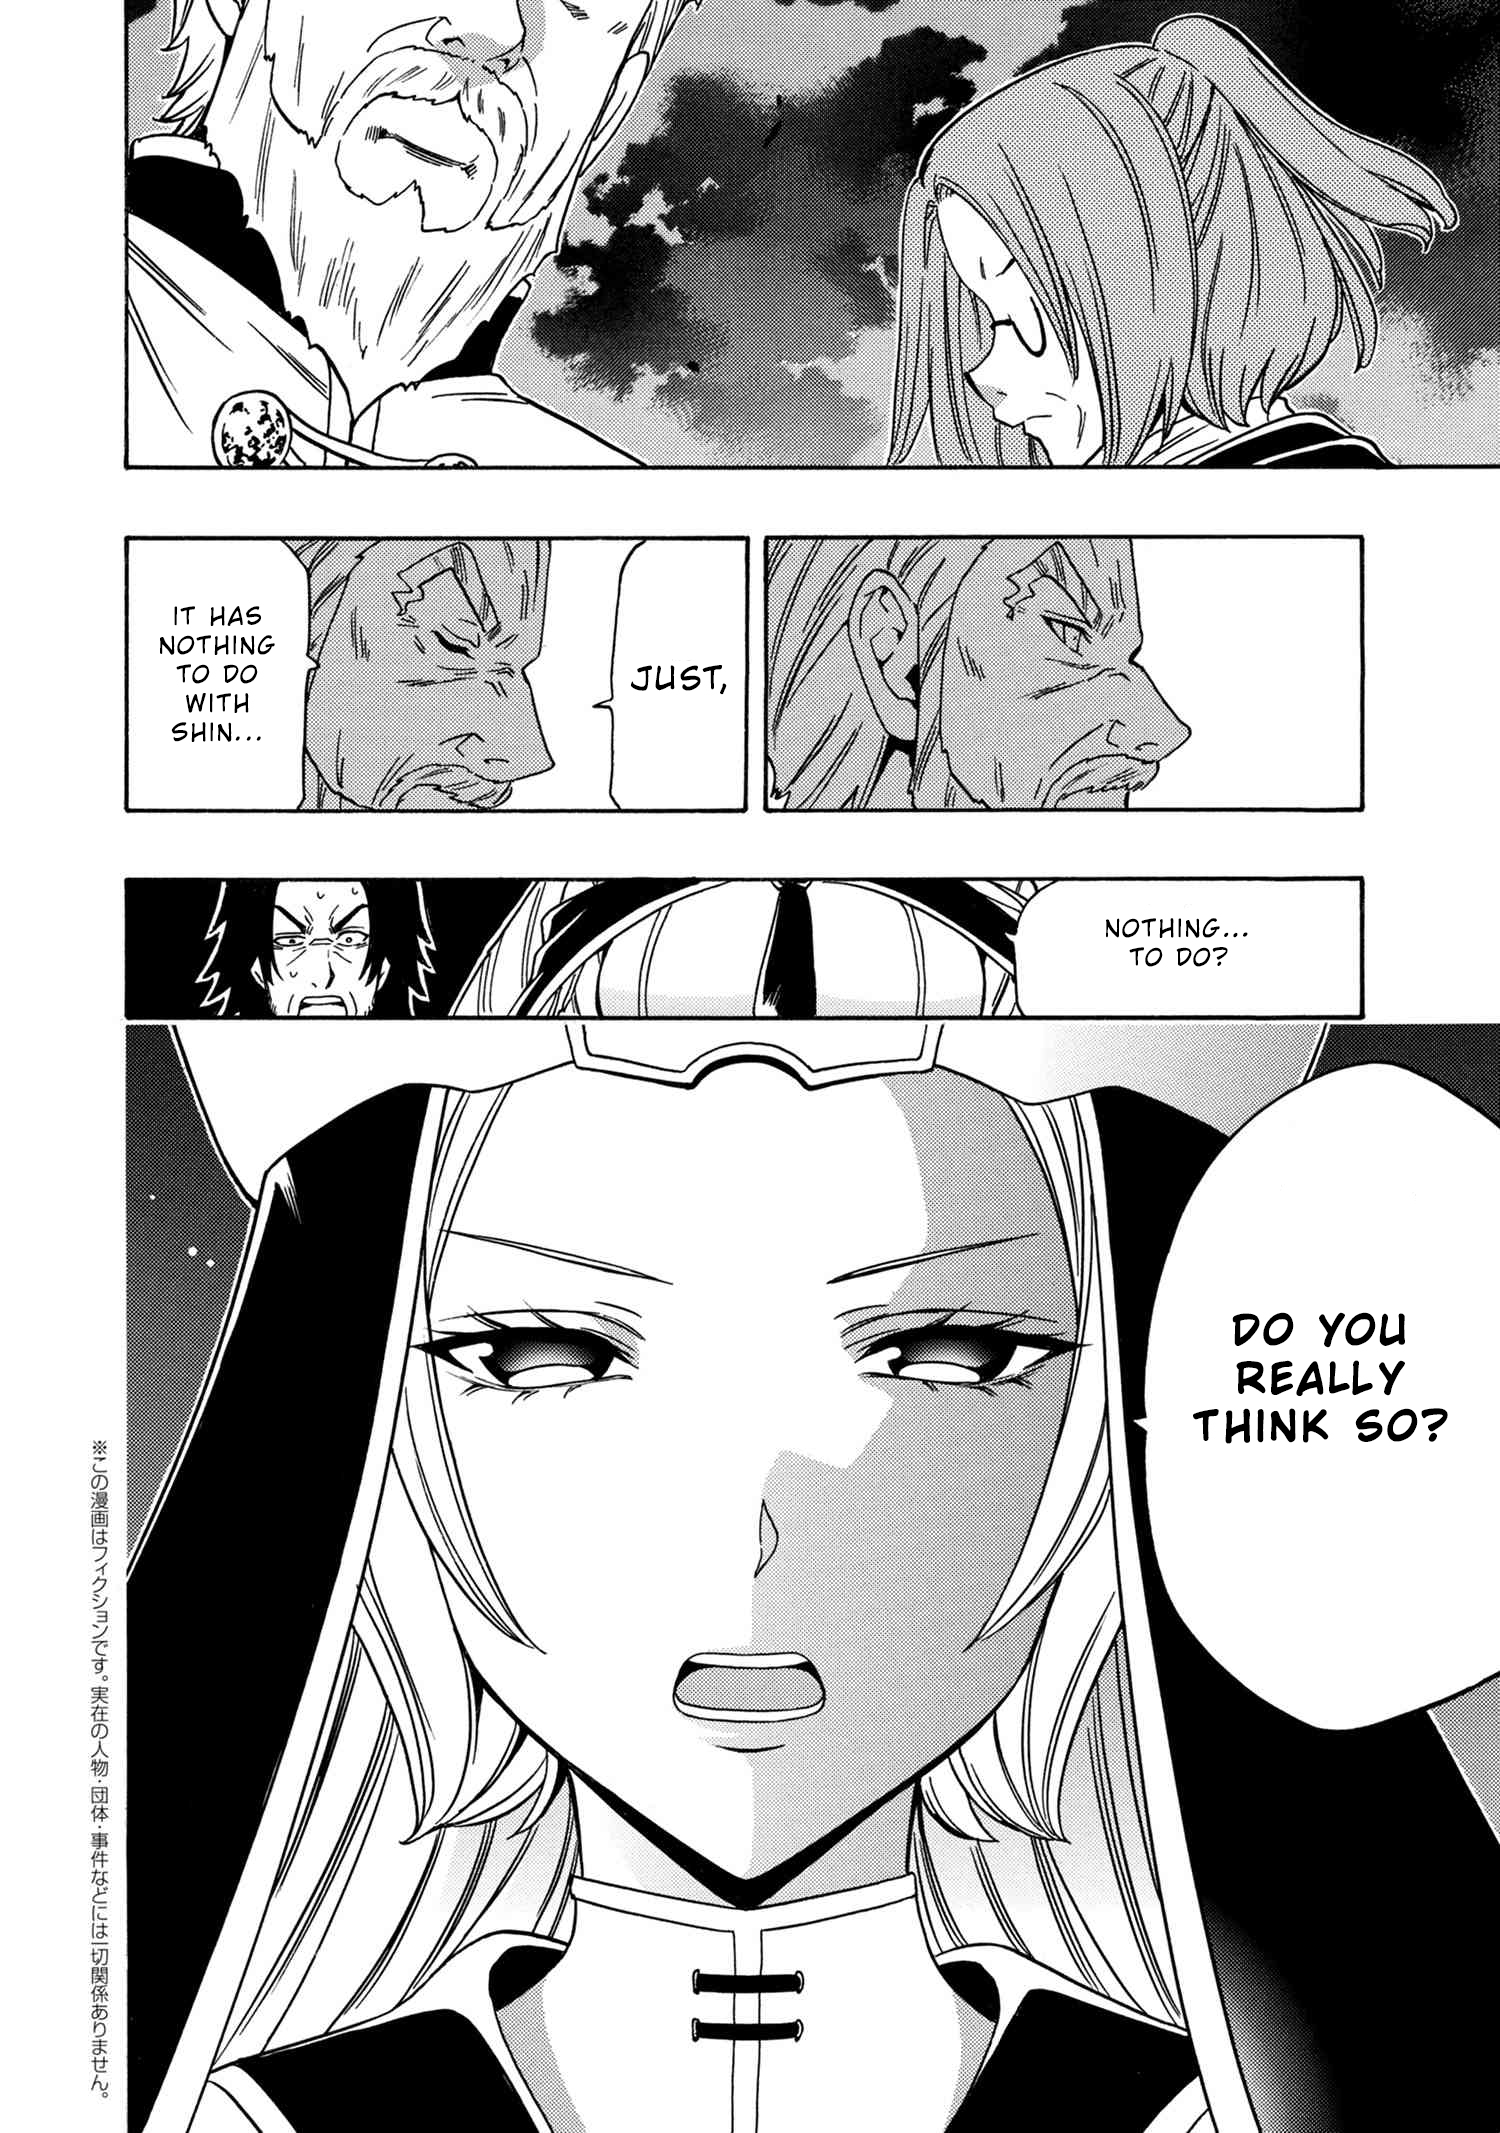 JUST,
IT HAS
NOTHING
TO DO
WITH
SHIN...
NOTHING...
TO DO?
DO YOU
REALLY
THINK SO?
※この漫画はフィクションです。実在の人物・団体・事件などには一切関係ありません。